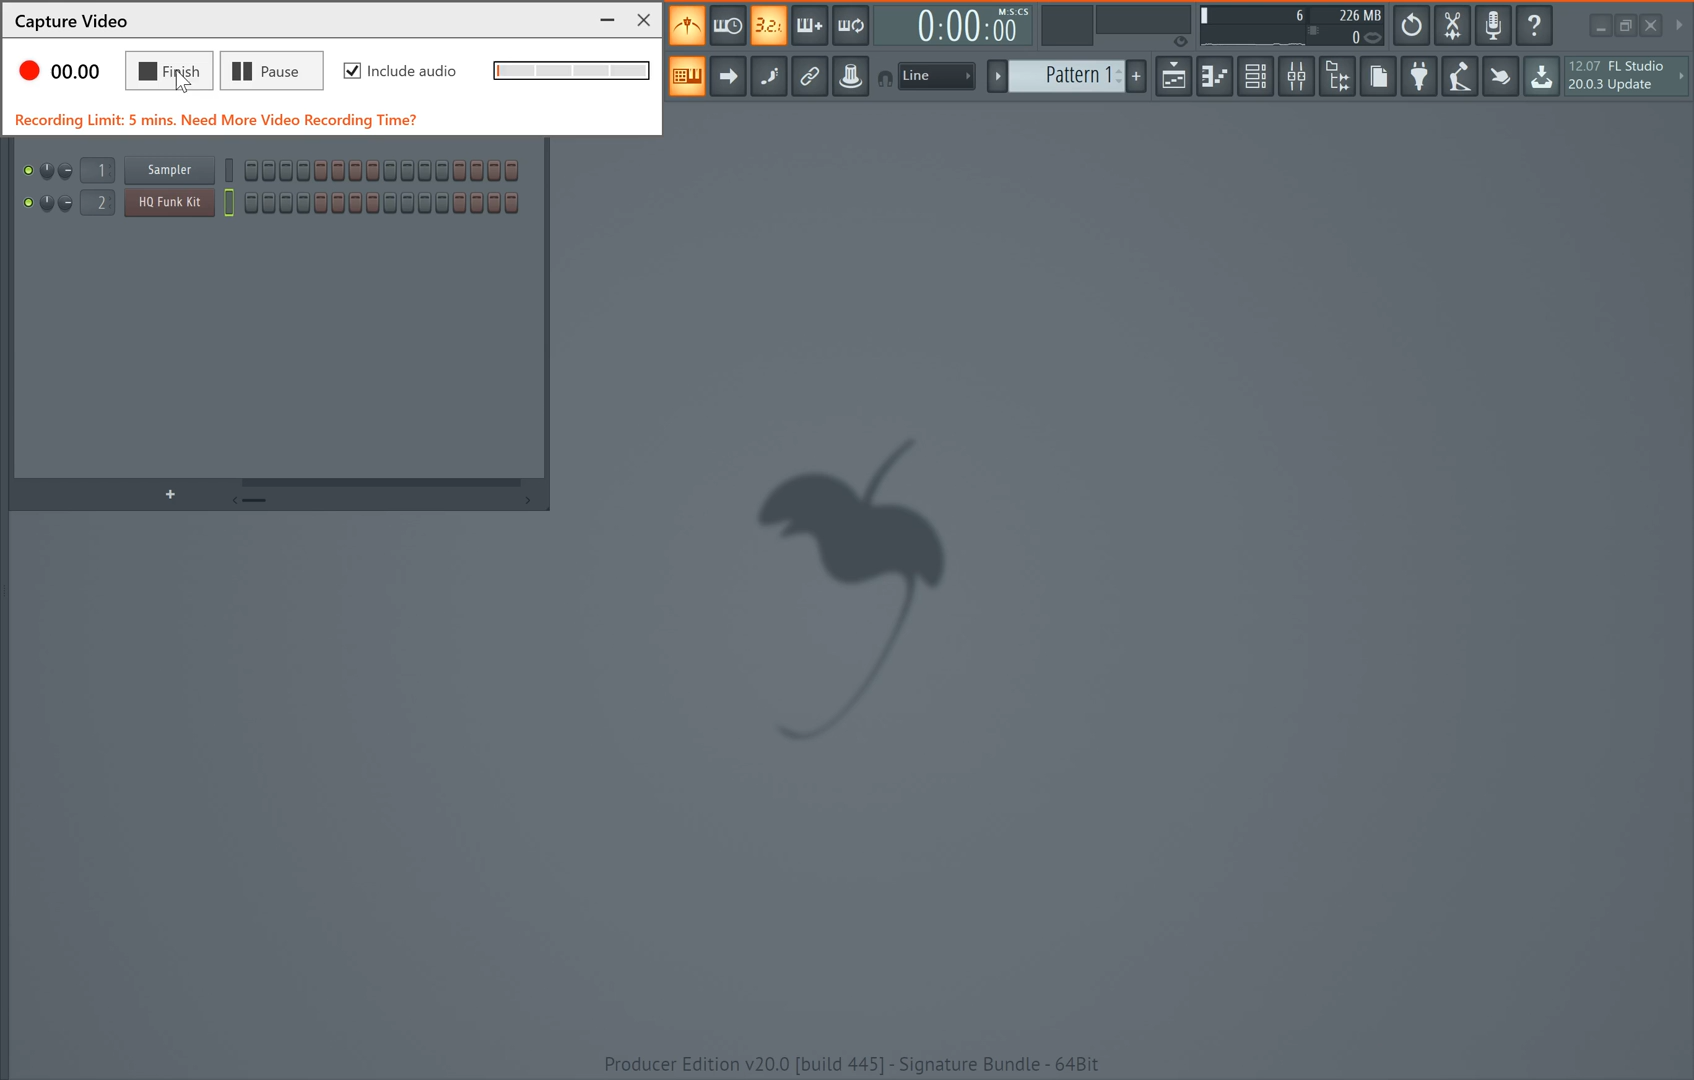 Capture Video
00.00
Finish
Pause
Include audio
Recording Limit: 5 mins. Need More Video Recording Time?
3.2.
0:00:00
M:S:CS
6
226 MB
0
?
Line
Pattern 1
+
12.07 FL Studio
20.0.3 Update
1
Sampler
2
HQ Funk Kit
+
Producer Edition v20.0 [build 445] - Signature Bundle - 64Bit